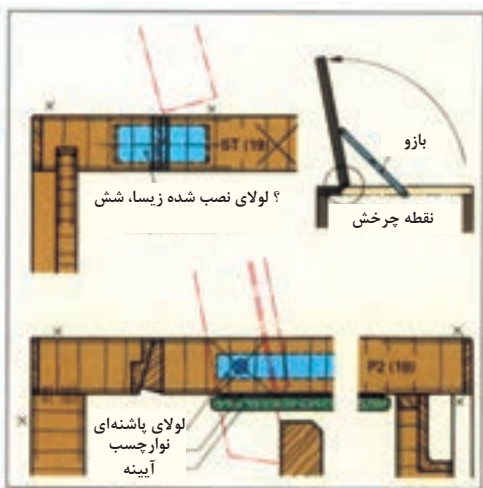 ST (19)
بازو
؟ لولای نصب شده زیسا، شش
نقطه چرخش
P2 (19)
لولای پاشنه‌ای
نوارچسب
آیینه